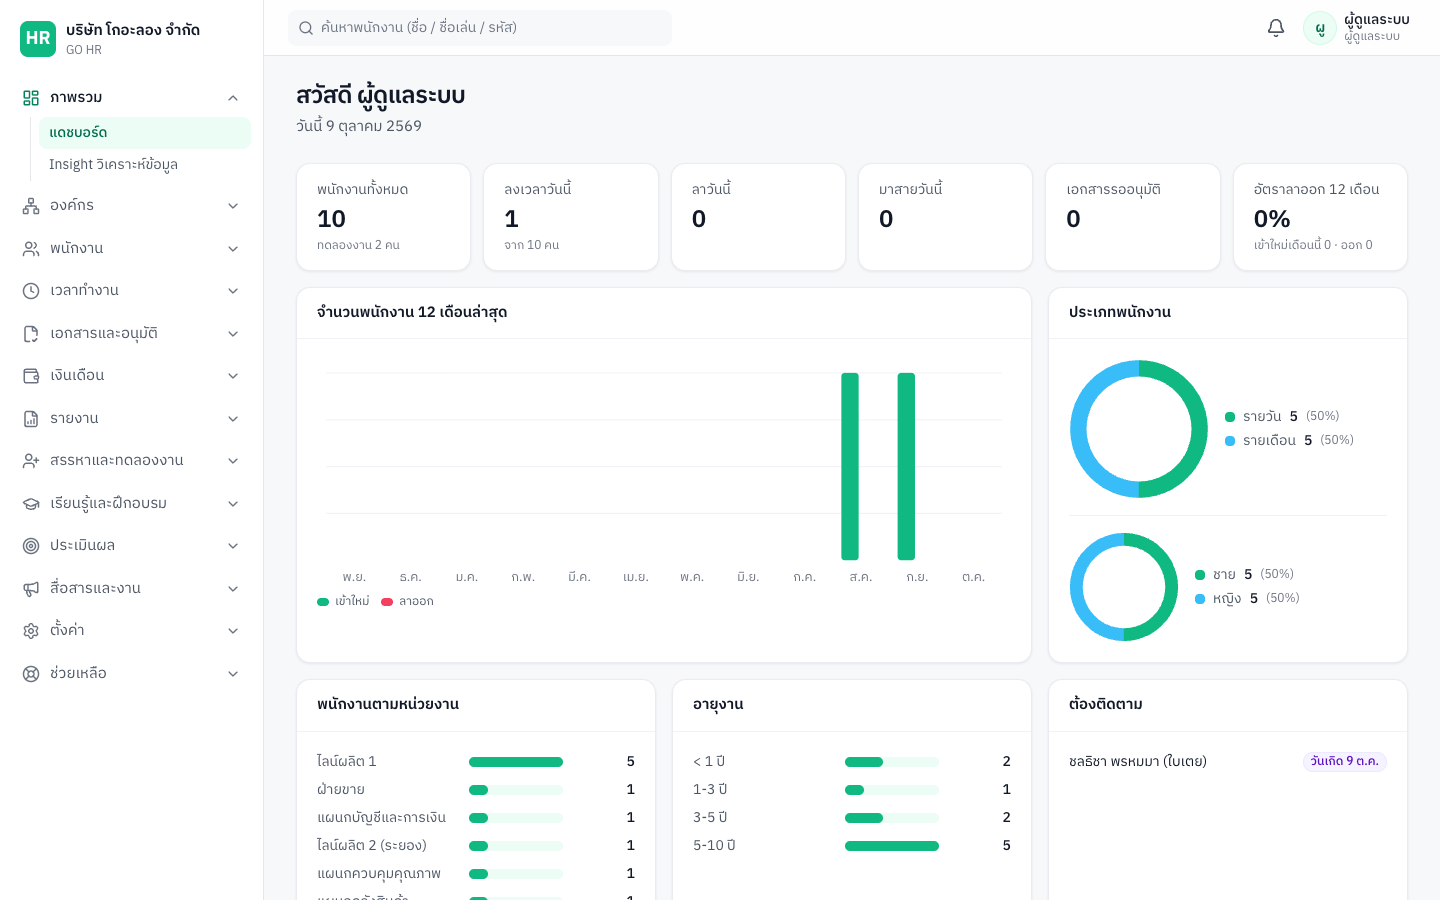 HR
บริษัท โกอะลอง จำกัด
GO HR
ค้นหาพนักงาน (ชื่อ / ชื่อเล่น / รหัส)
ผู้
ผู้ดูแลระบบ
ผู้ดูแลระบบ
ภาพรวม
แดชบอร์ด
Insight วิเคราะห์ข้อมูล
องค์กร
พนักงาน
เวลาทำงาน
เอกสารและอนุมัติ
เงินเดือน
รายงาน
สรรหาและทดลองงาน
เรียนรู้และฝึกอบรม
ประเมินผล
สื่อสารและงาน
ตั้งค่า
ช่วยเหลือ
สวัสดี ผู้ดูแลระบบ
วันนี้ 9 ตุลาคม 2569
พนักงานทั้งหมด
10
ทดลองงาน 2 คน
ลงเวลาวันนี้
1
จาก 10 คน
ลาวันนี้
0
มาสายวันนี้
0
เอกสารรออนุมัติ
0
อัตราลาออก 12 เดือน
0%
เข้าใหม่เดือนนี้ 0 · ออก 0
จำนวนพนักงาน 12 เดือนล่าสุด
พ.ย. ธ.ค. ม.ค. ก.พ. มี.ค. เม.ย. พ.ค. มิ.ย. ก.ค. ส.ค. ก.ย. ต.ค.
เข้าใหม่ ลาออก
ประเภทพนักงาน
รายวัน 5 (50%)
รายเดือน 5 (50%)
ชาย 5 (50%)
หญิง 5 (50%)
พนักงานตามหน่วยงาน
ไลน์ผลิต 1 5
ฝ่ายขาย 1
แผนกบัญชีและการเงิน 1
ไลน์ผลิต 2 (ระยอง) 1
แผนกควบคุมคุณภาพ 1
อายุงาน
< 1 ปี 2
1-3 ปี 1
3-5 ปี 2
5-10 ปี 5
ต้องติดตาม
ชลธิชา พรหมมา (ใบเตย) วันเกิด 9 ต.ค.